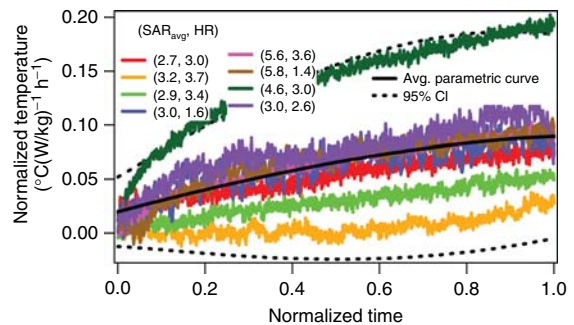 0.20
0.15
0.10
0.05
0.00
Normalized temperature
(°C(W/kg)⁻¹ h⁻¹)
(SARavg, HR)
(2.7, 3.0)
(3.2, 3.7)
(2.9, 3.4)
(3.0, 1.6)
(5.6, 3.6)
(5.8, 1.4)
(4.6, 3.0)
(3.0, 2.6)
Avg. parametric curve
95% CI
0.0 0.2 0.4 0.6 0.8 1.0
Normalized time